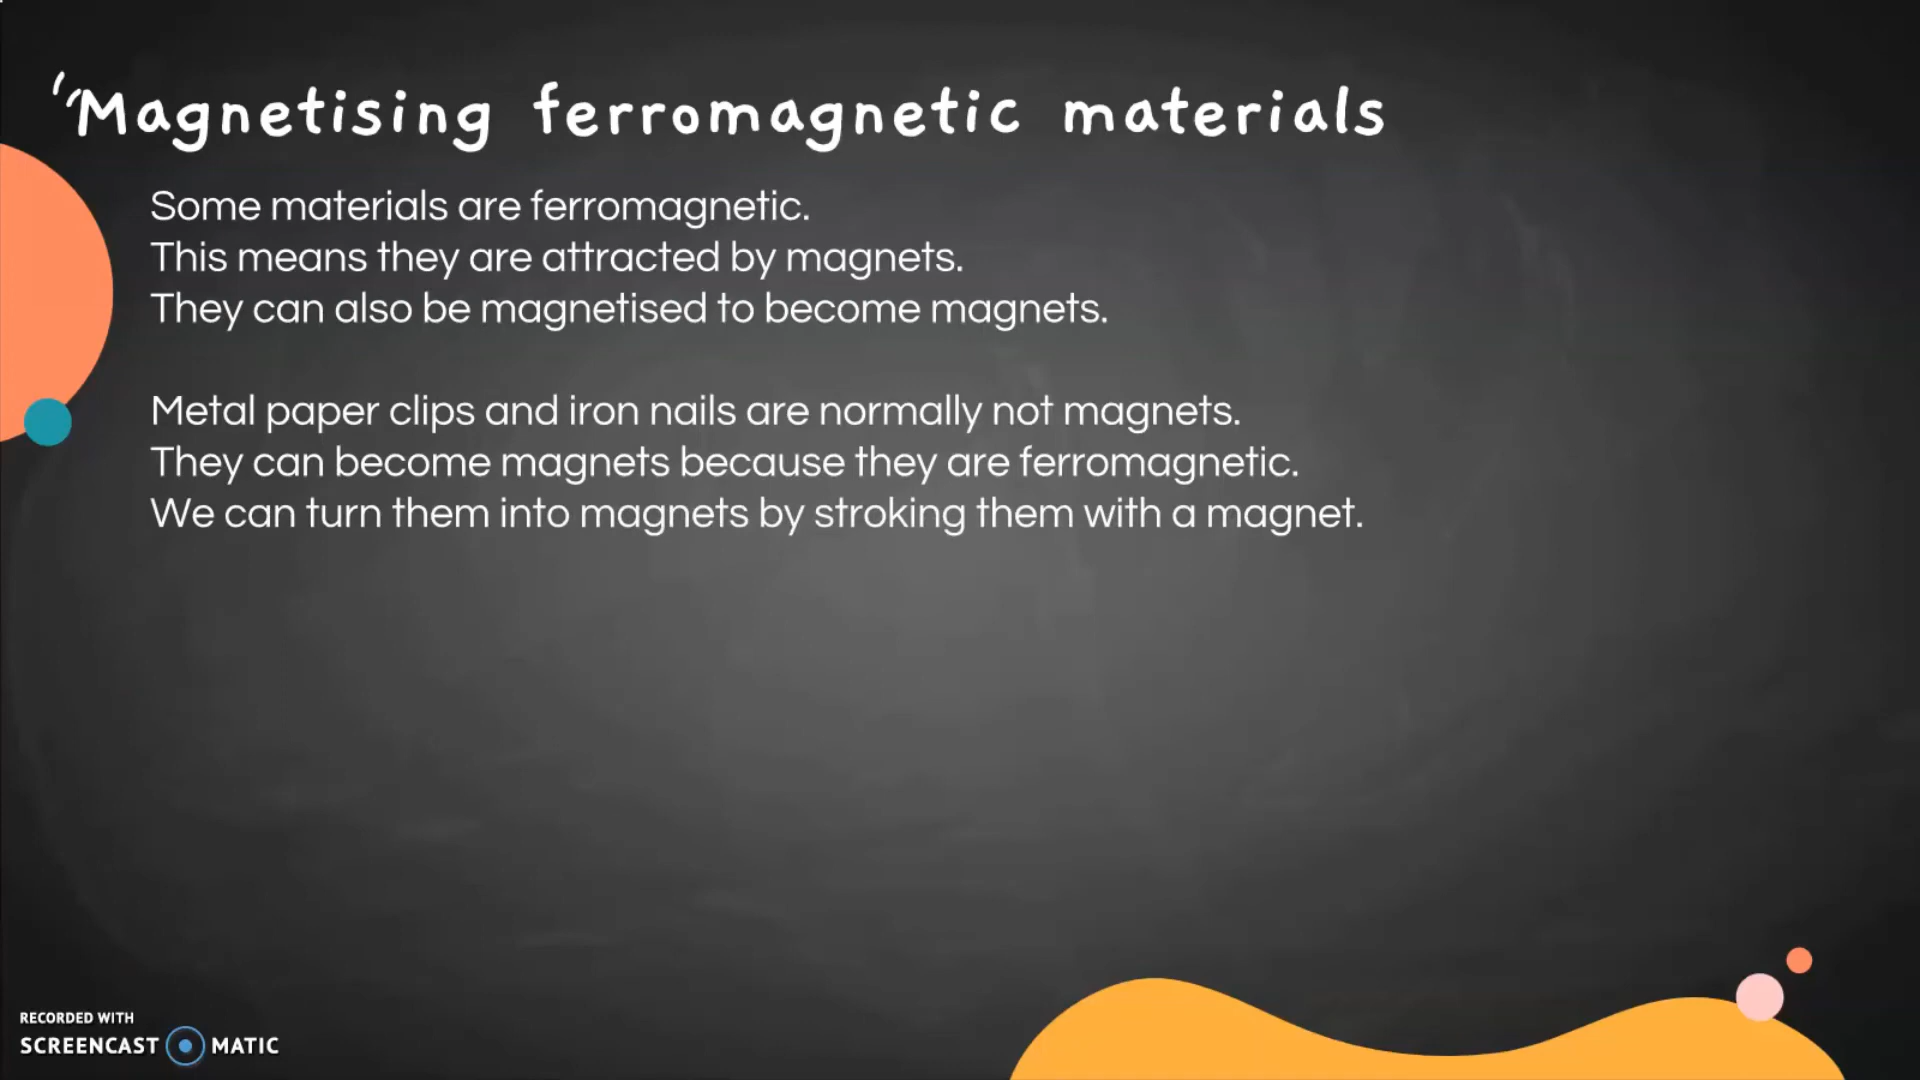 Magnetising ferromagnetic materials
Some materials are ferromagnetic.
This means they are attracted by magnets.
They can also be magnetised to become magnets.
Metal paper clips and iron nails are normally not magnets.
They can become magnets because they are ferromagnetic.
We can turn them into magnets by stroking them with a magnet.
RECORDED WITH
SCREENCAST MATIC